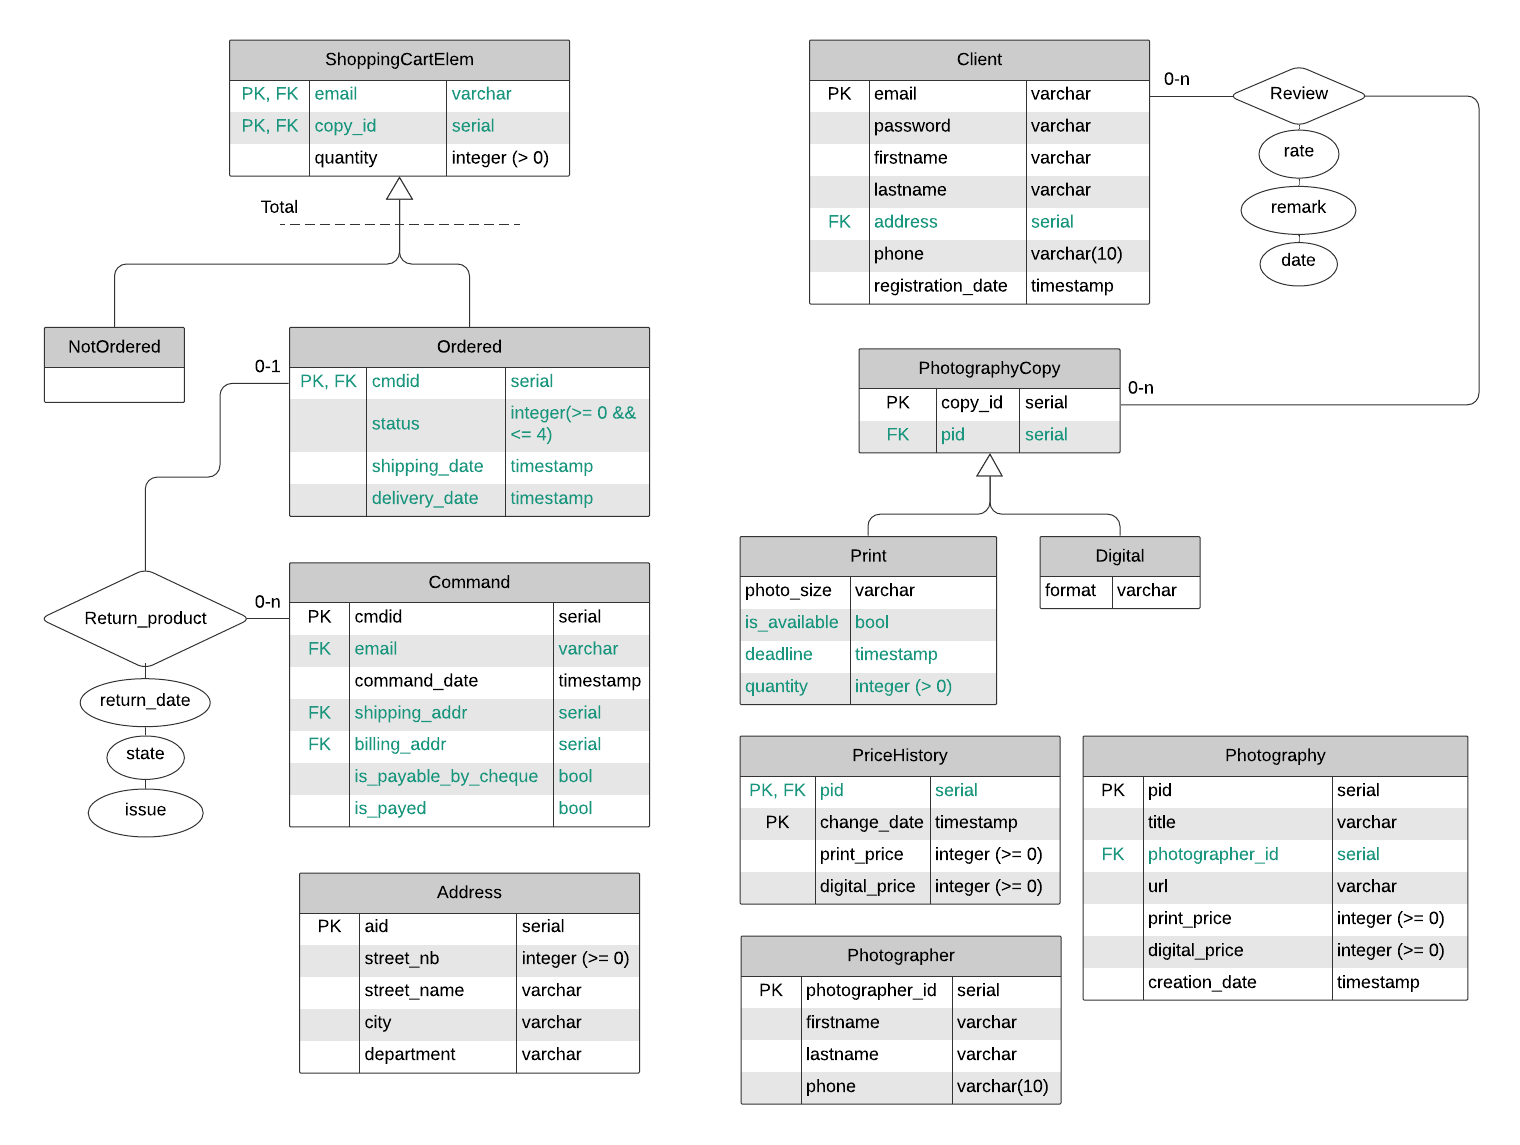 ShoppingCartElem
PK, FK email varchar
PK, FK copy_id serial
quantity integer (> 0)
Total
NotOrdered
0-1
Ordered
PK, FK cmdid serial
status integer(>= 0 &&
<= 4)
shipping_date timestamp
delivery_date timestamp
Return_product
0-n
return_date
state
issue
Command
PK cmdid serial
FK email varchar
command_date timestamp
FK shipping_addr serial
FK billing_addr serial
is_payable_by_cheque bool
is_payed bool
Address
PK aid serial
street_nb integer (>= 0)
street_name varchar
city varchar
department varchar
Client
PK email varchar
password varchar
firstname varchar
lastname varchar
FK address serial
phone varchar(10)
registration_date timestamp
0-n
Review
rate
remark
date
PhotographyCopy
PK copy_id serial
FK pid serial
0-n
Print
photo_size varchar
is_available bool
deadline timestamp
quantity integer (> 0)
Digital
format varchar
PriceHistory
PK, FK pid serial
PK change_date timestamp
print_price integer (>= 0)
digital_price integer (>= 0)
Photography
PK pid serial
title varchar
FK photographer_id serial
url varchar
print_price integer (>= 0)
digital_price integer (>= 0)
creation_date timestamp
Photographer
PK photographer_id serial
firstname varchar
lastname varchar
phone varchar(10)